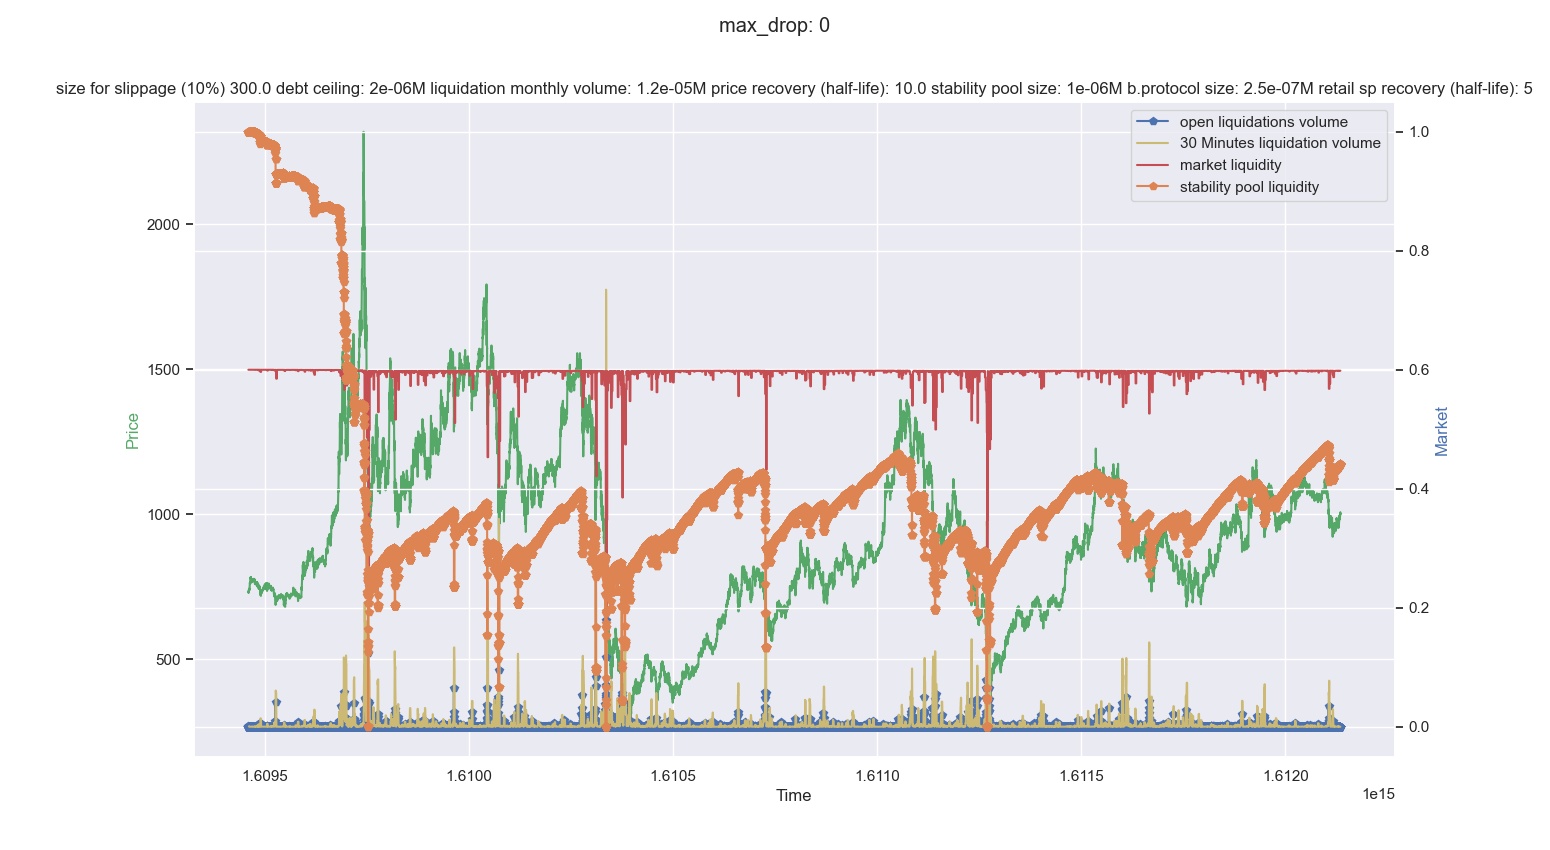 max_drop: 0
size for slippage (10%) 300.0 debt ceiling: 2e-06M liquidation monthly volume: 1.2e-05M price recovery (half-life): 10.0 stability pool size: 1e-06M b.protocol size: 2.5e-07M retail sp recovery (half-life): 5
open liquidations volume
30 Minutes liquidation volume
market liquidity
stability pool liquidity
2000
1500
1000
500
Price
1.0
0.8
0.6
0.4
0.2
0.0
Market
1.6095 1.6100 1.6105 1.6110 1.6115 1.6120
Time
1e15